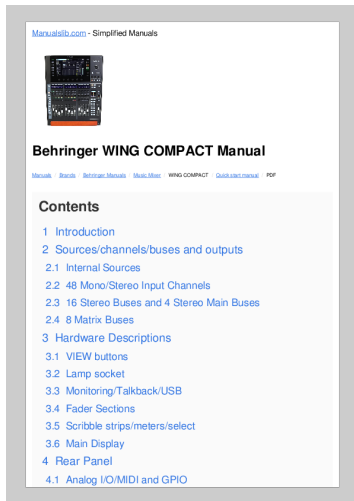 Manualslib.com - Simplified Manuals
Behringer WING COMPACT Manual
Manuals Brands Behringer Manuals Music Mixer WING COMPACT Quick start manual PDF
Contents
1 Introduction
2 Sources/channels/buses and outputs
2.1 Internal Sources
2.2 48 Mono/Stereo Input Channels
2.3 16 Stereo Buses and 4 Stereo Main Buses
2.4 8 Matrix Buses
3 Hardware Descriptions
3.1 VIEW buttons
3.2 Lamp socket
3.3 Monitoring/Talkback/USB
3.4 Fader Sections
3.5 Scribble strips/meters/select
3.6 Main Display
4 Rear Panel
4.1 Analog I/O/MIDI and GPIO